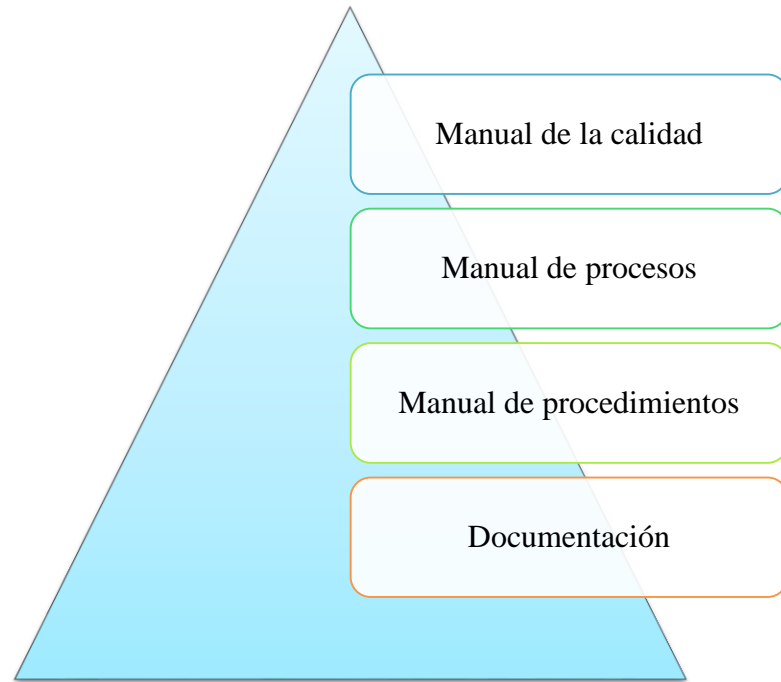 Manual de la calidad
Manual de procesos
Manual de procedimientos
Documentación